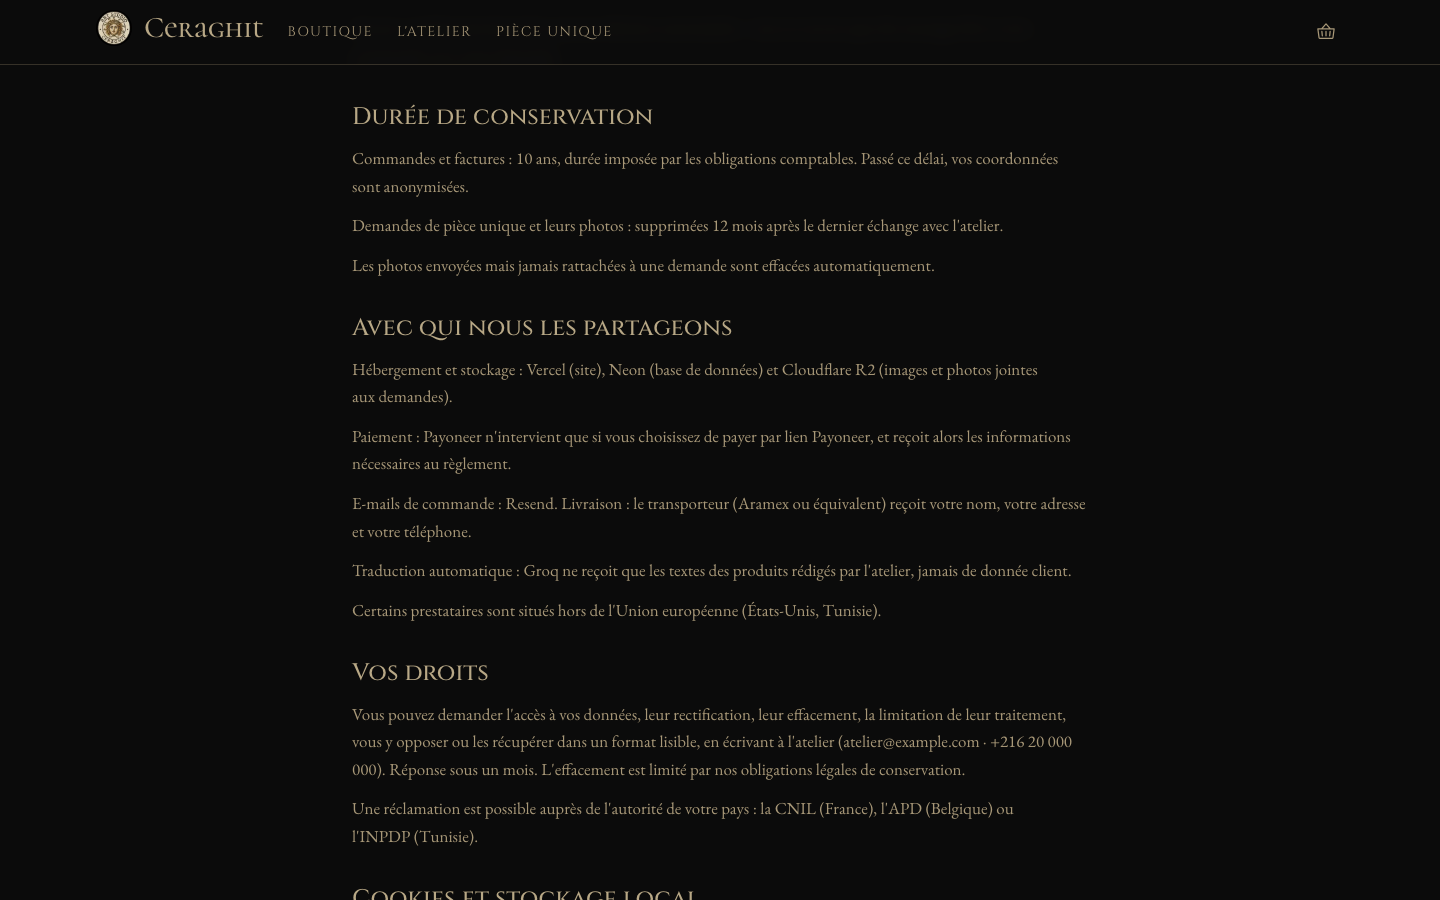 Ceraghit BOUTIQUE L'ATELIER PIÈCE UNIQUE
Durée de conservation
Commandes et factures : 10 ans, durée imposée par les obligations comptables. Passé ce délai, vos coordonnées
sont anonymisées.
Demandes de pièce unique et leurs photos : supprimées 12 mois après le dernier échange avec l'atelier.
Les photos envoyées mais jamais rattachées à une demande sont effacées automatiquement.
Avec qui nous les partageons
Hébergement et stockage : Vercel (site), Neon (base de données) et Cloudflare R2 (images et photos jointes
aux demandes).
Paiement : Payoneer n'intervient que si vous choisissez de payer par lien Payoneer, et reçoit alors les informations
nécessaires au règlement.
E-mails de commande : Resend. Livraison : le transporteur (Aramex ou équivalent) reçoit votre nom, votre adresse
et votre téléphone.
Traduction automatique : Groq ne reçoit que les textes des produits rédigés par l'atelier, jamais de donnée client.
Certains prestataires sont situés hors de l'Union européenne (États-Unis, Tunisie).
Vos droits
Vous pouvez demander l'accès à vos données, leur rectification, leur effacement, la limitation de leur traitement,
vous y opposer ou les récupérer dans un format lisible, en écrivant à l'atelier (atelier@example.com · +216 20 000
000). Réponse sous un mois. L'effacement est limité par nos obligations légales de conservation.
Une réclamation est possible auprès de l'autorité de votre pays : la CNIL (France), l'APD (Belgique) ou
l'INPDP (Tunisie).
Cookies et stockage local